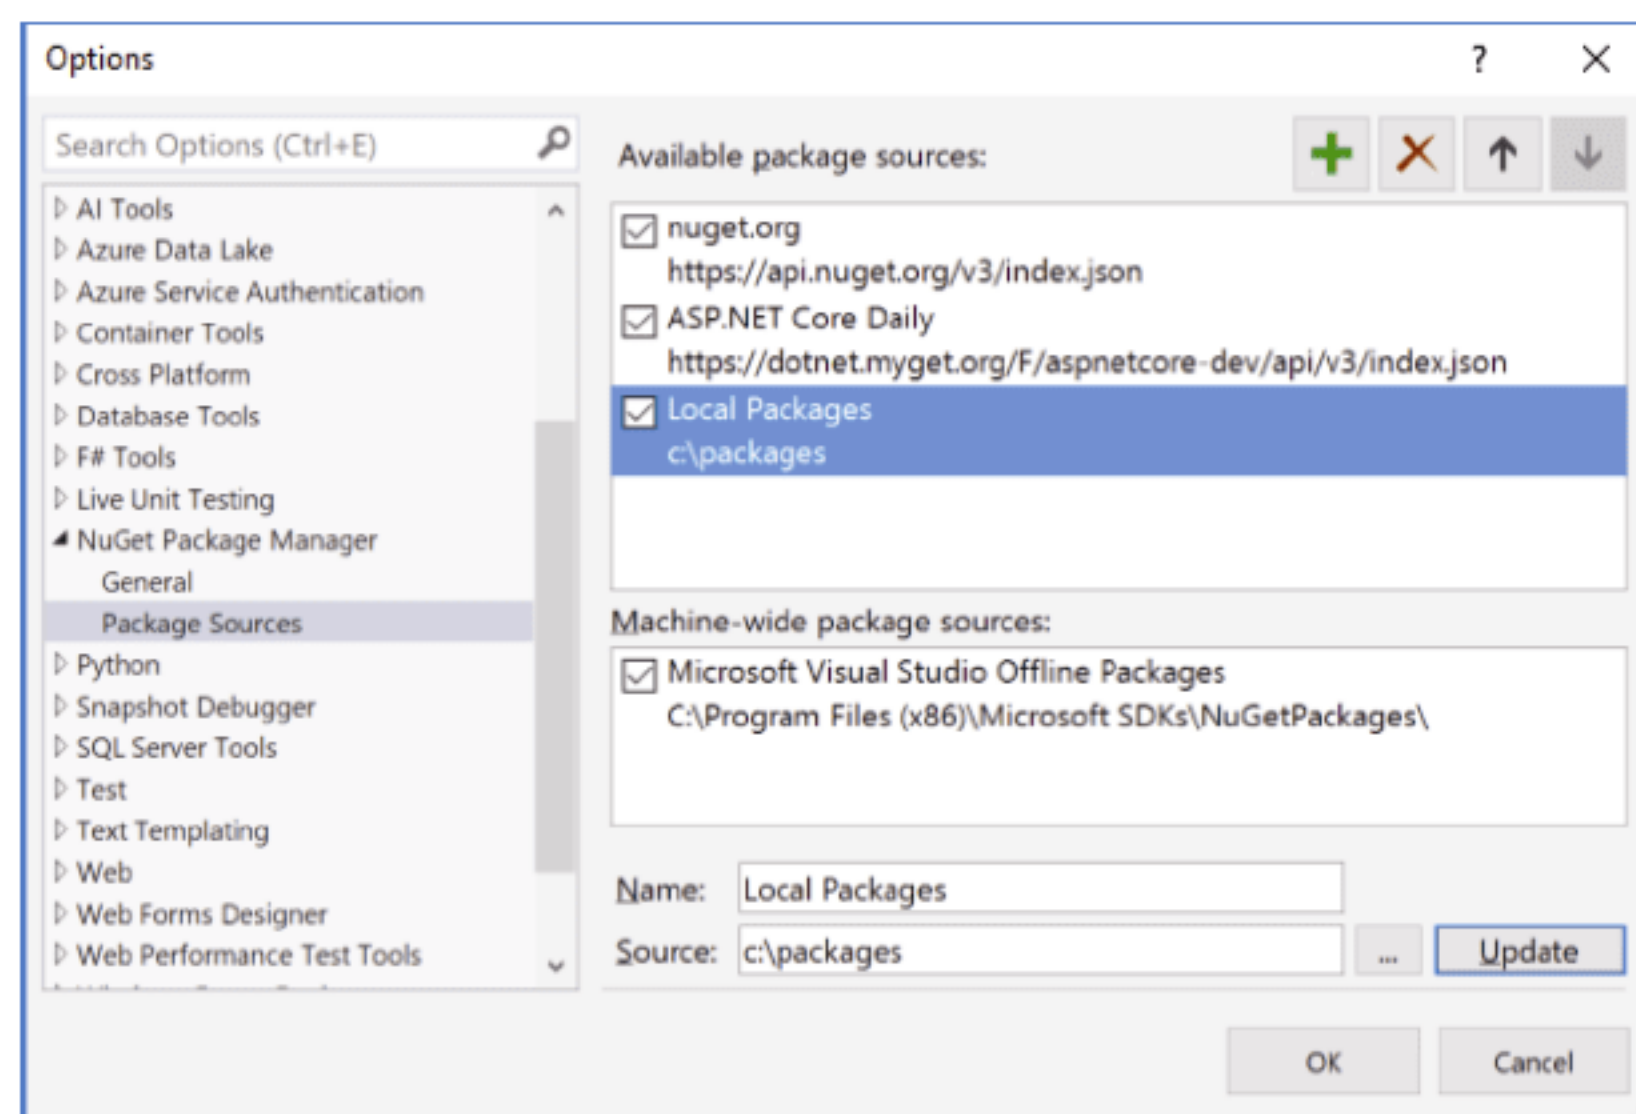 Options
?
Search Options (Ctrl+E)
AI Tools
Azure Data Lake
Azure Service Authentication
Container Tools
Cross Platform
Database Tools
F# Tools
Live Unit Testing
NuGet Package Manager
General
Package Sources
Python
Snapshot Debugger
SQL Server Tools
Test
Text Templating
Web
Web Forms Designer
Web Performance Test Tools
Available package sources:
nuget.org
https://api.nuget.org/v3/index.json
ASP.NET Core Daily
https://dotnet.myget.org/F/aspnetcore-dev/api/v3/index.json
Local Packages
c:\packages
Machine-wide package sources:
Microsoft Visual Studio Offline Packages
C:\Program Files (x86)\Microsoft SDKs\NuGetPackages\
Name: Local Packages
Source: c:\packages ... Update
OK Cancel